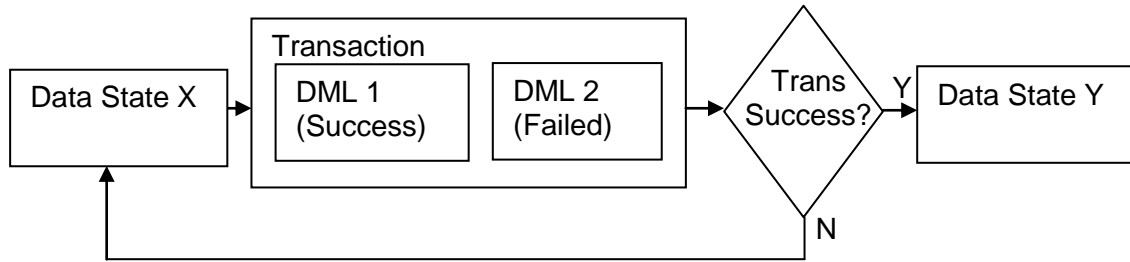 Data State X
Transaction
DML 1
(Success)
DML 2
(Failed)
Trans
Success?
Y
Data State Y
N